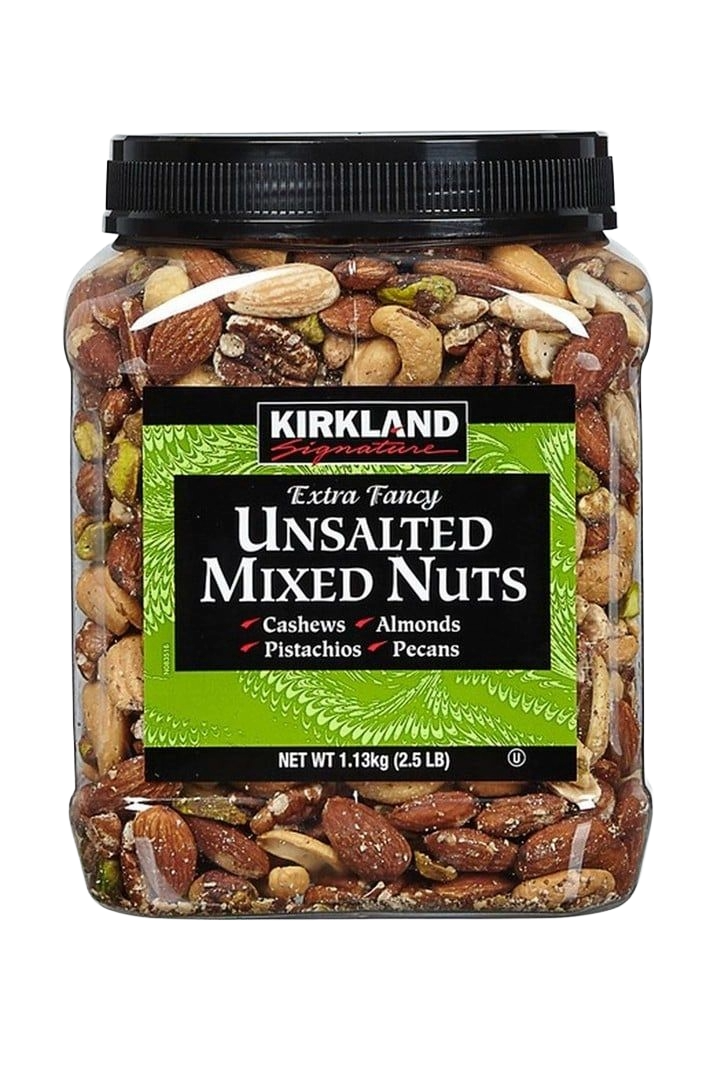 KIRKLAND
Signature
Extra Fancy
UNSALTED
MIXED NUTS
Cashews Almonds
Pistachios Pecans
NET WT 1.13kg (2.5 LB)
U